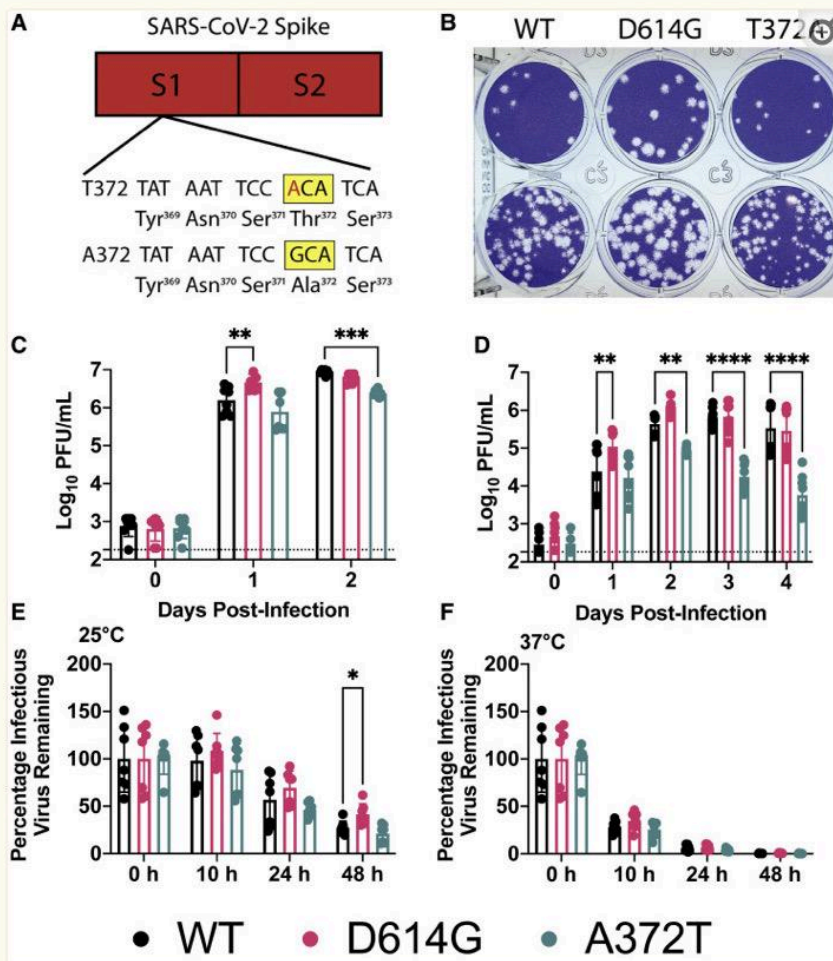 A
SARS-CoV-2 Spike
S1 S2
T372 TAT AAT TCC ACA TCA
Tyr³⁶⁹ Asn³⁷⁰ Ser³⁷¹ Thr³⁷² Ser³⁷³
A372 TAT AAT TCC GCA TCA
Tyr³⁶⁹ Asn³⁷⁰ Ser³⁷¹ Ala³⁷² Ser³⁷³
B
WT D614G T372A
C
Log₁₀ PFU/mL
7
6
3
2
** ***
0 1 2
Days Post-Infection
D
Log₁₀ PFU/mL
7
6
5
4
3
2
** ** **** ****
0 1 2 3 4
Days Post-Infection
E
25°C
Percentage Infectious
Virus Remaining
200
150
100
50
0
*
0 h 10 h 24 h 48 h
F
37°C
Percentage Infectious
Virus Remaining
200
150
100
50
0
0 h 10 h 24 h 48 h
WT D614G A372T